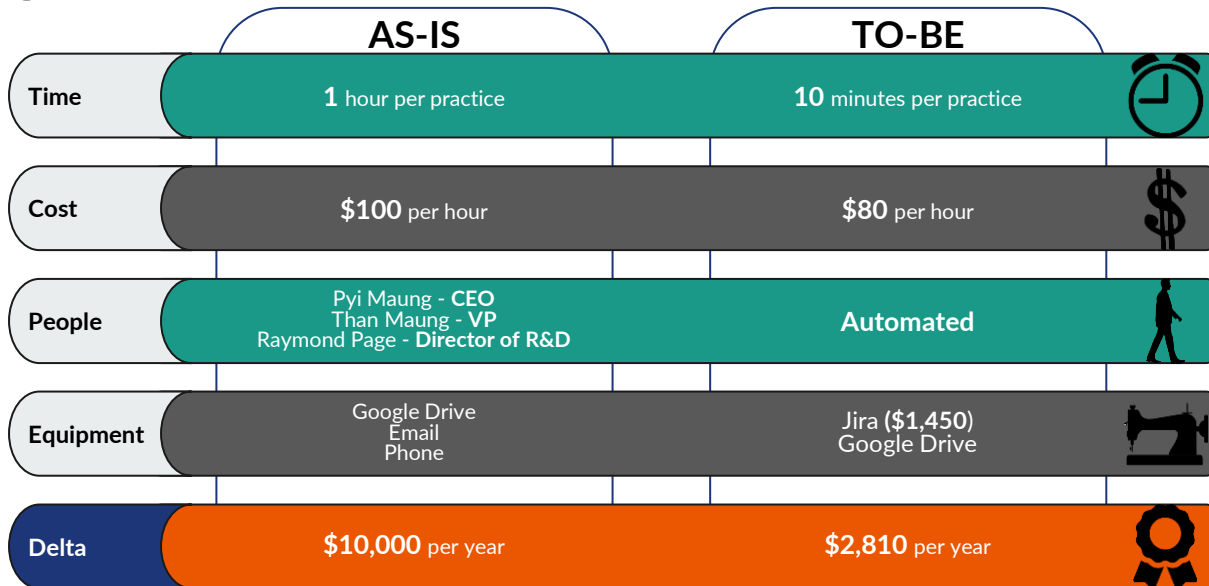 AS-IS
TO-BE
Time
1 hour per practice
10 minutes per practice
Cost
$100 per hour
$80 per hour
People
Pyi Maung - CEO
Than Maung - VP
Raymond Page - Director of R&D
Automated
Equipment
Google Drive
Email
Phone
Jira ($1,450)
Google Drive
Delta
$10,000 per year
$2,810 per year